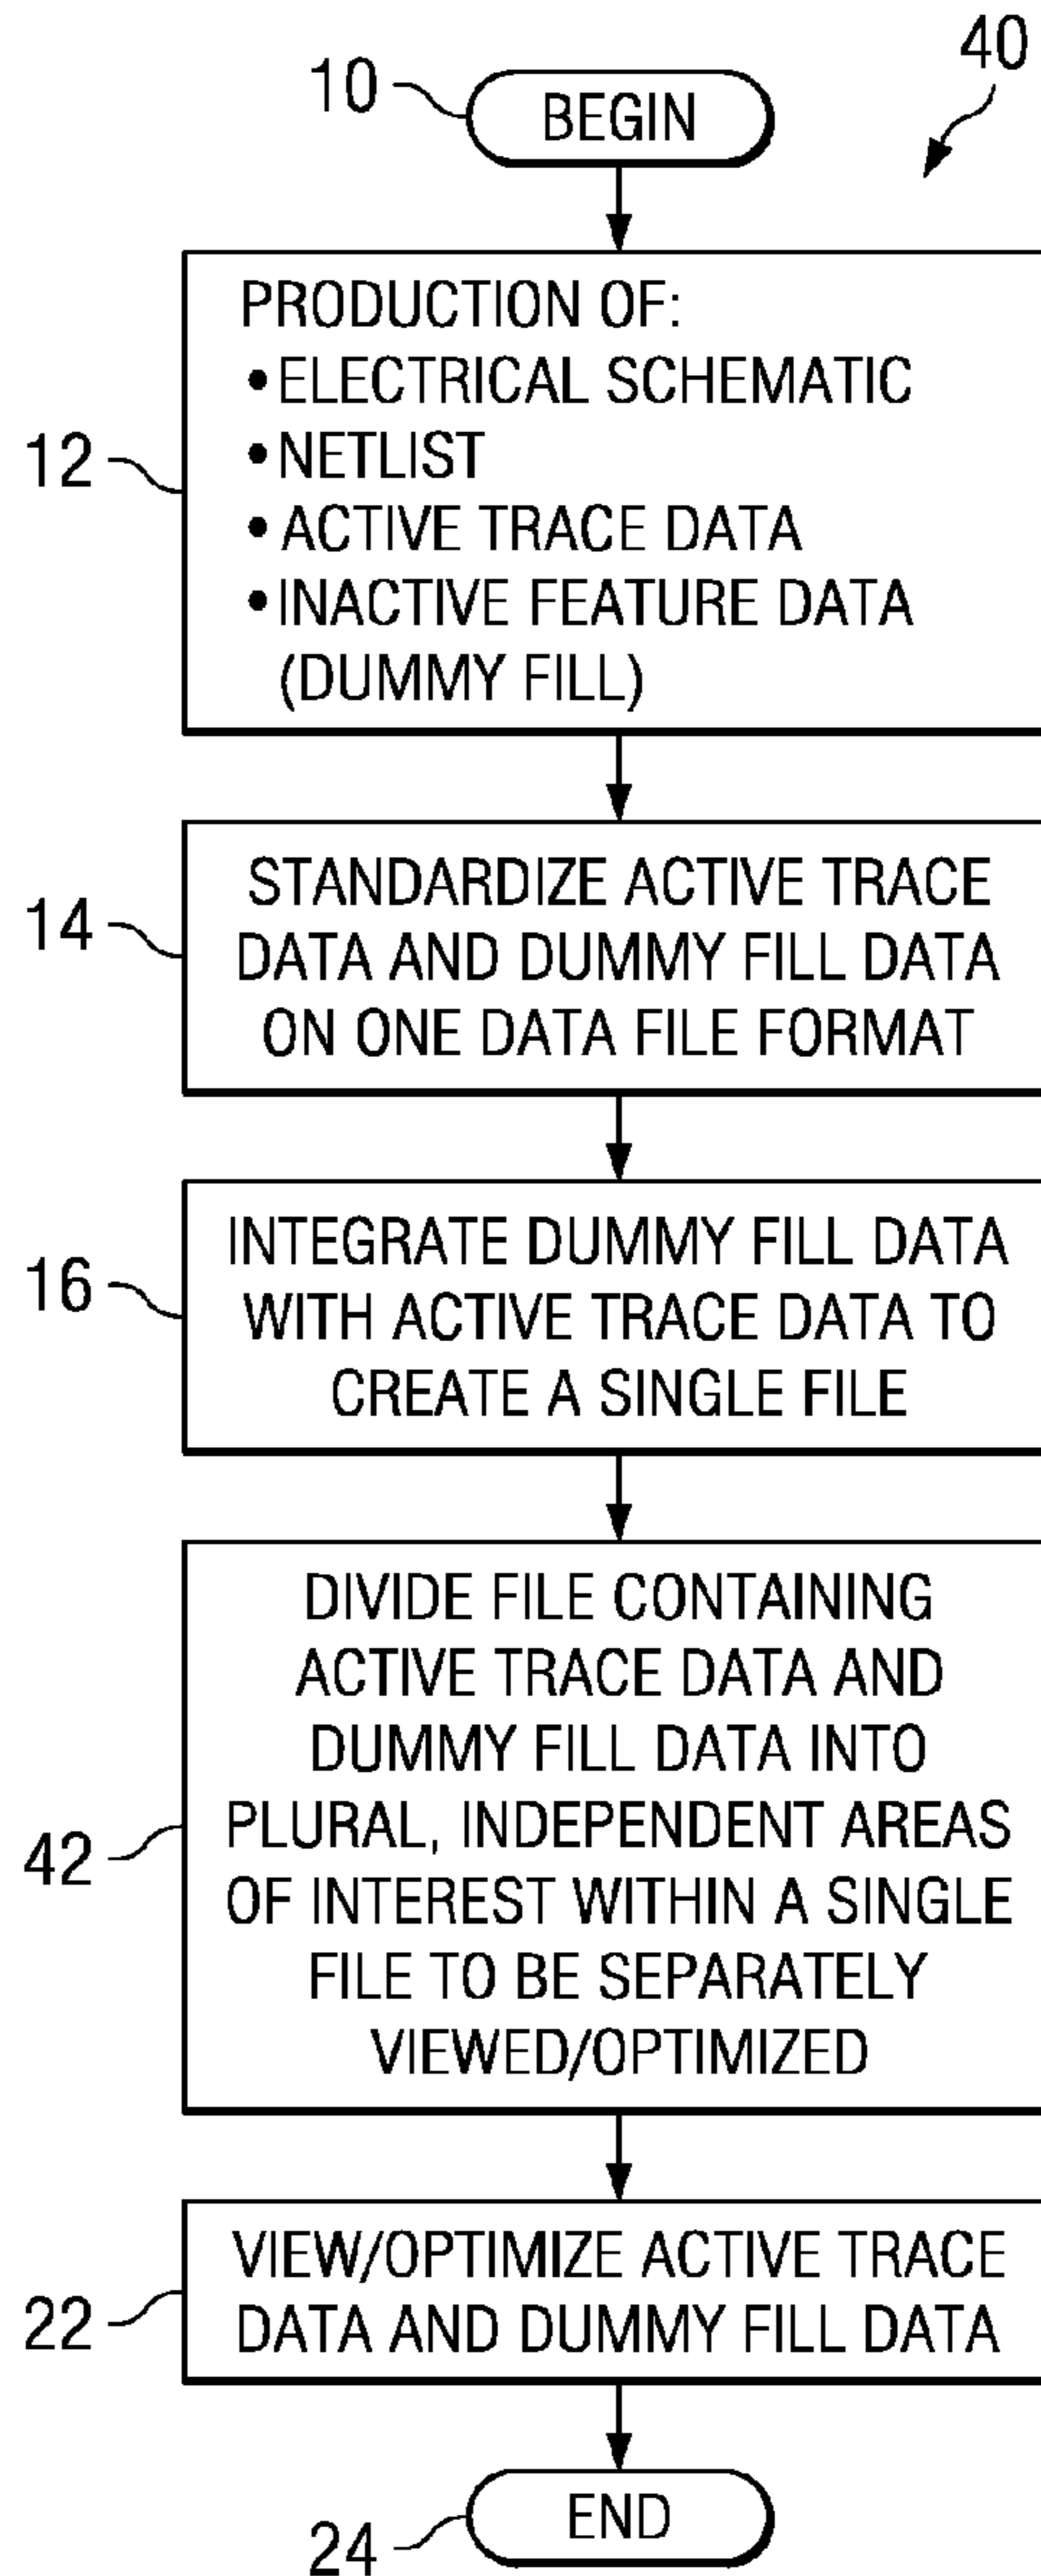 40
10
BEGIN
12
PRODUCTION OF:
•ELECTRICAL SCHEMATIC
•NETLIST
•ACTIVE TRACE DATA
•INACTIVE FEATURE DATA
(DUMMY FILL)
14
STANDARDIZE ACTIVE TRACE
DATA AND DUMMY FILL DATA
ON ONE DATA FILE FORMAT
16
INTEGRATE DUMMY FILL DATA
WITH ACTIVE TRACE DATA TO
CREATE A SINGLE FILE
42
DIVIDE FILE CONTAINING
ACTIVE TRACE DATA AND
DUMMY FILL DATA INTO
PLURAL, INDEPENDENT AREAS
OF INTEREST WITHIN A SINGLE
FILE TO BE SEPARATELY
VIEWED/OPTIMIZED
22
VIEW/OPTIMIZE ACTIVE TRACE
DATA AND DUMMY FILL DATA
24
END